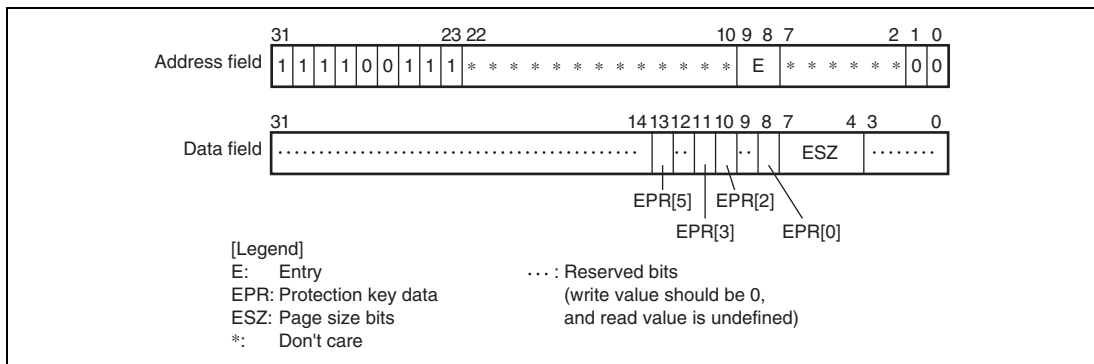 31 23 22 10 9 8 7 2 1 0
Address field 1 1 1 1 0 0 1 1 1 * * * * * * * * * * * * * E * * * * * * 0 0
31 14 13 12 11 10 9 8 7 4 3 0
Data field ESZ
EPR[5] EPR[2]
EPR[3] EPR[0]
[Legend]
E: Entry ··· : Reserved bits
EPR: Protection key data (write value should be 0,
ESZ: Page size bits and read value is undefined)
*: Don't care